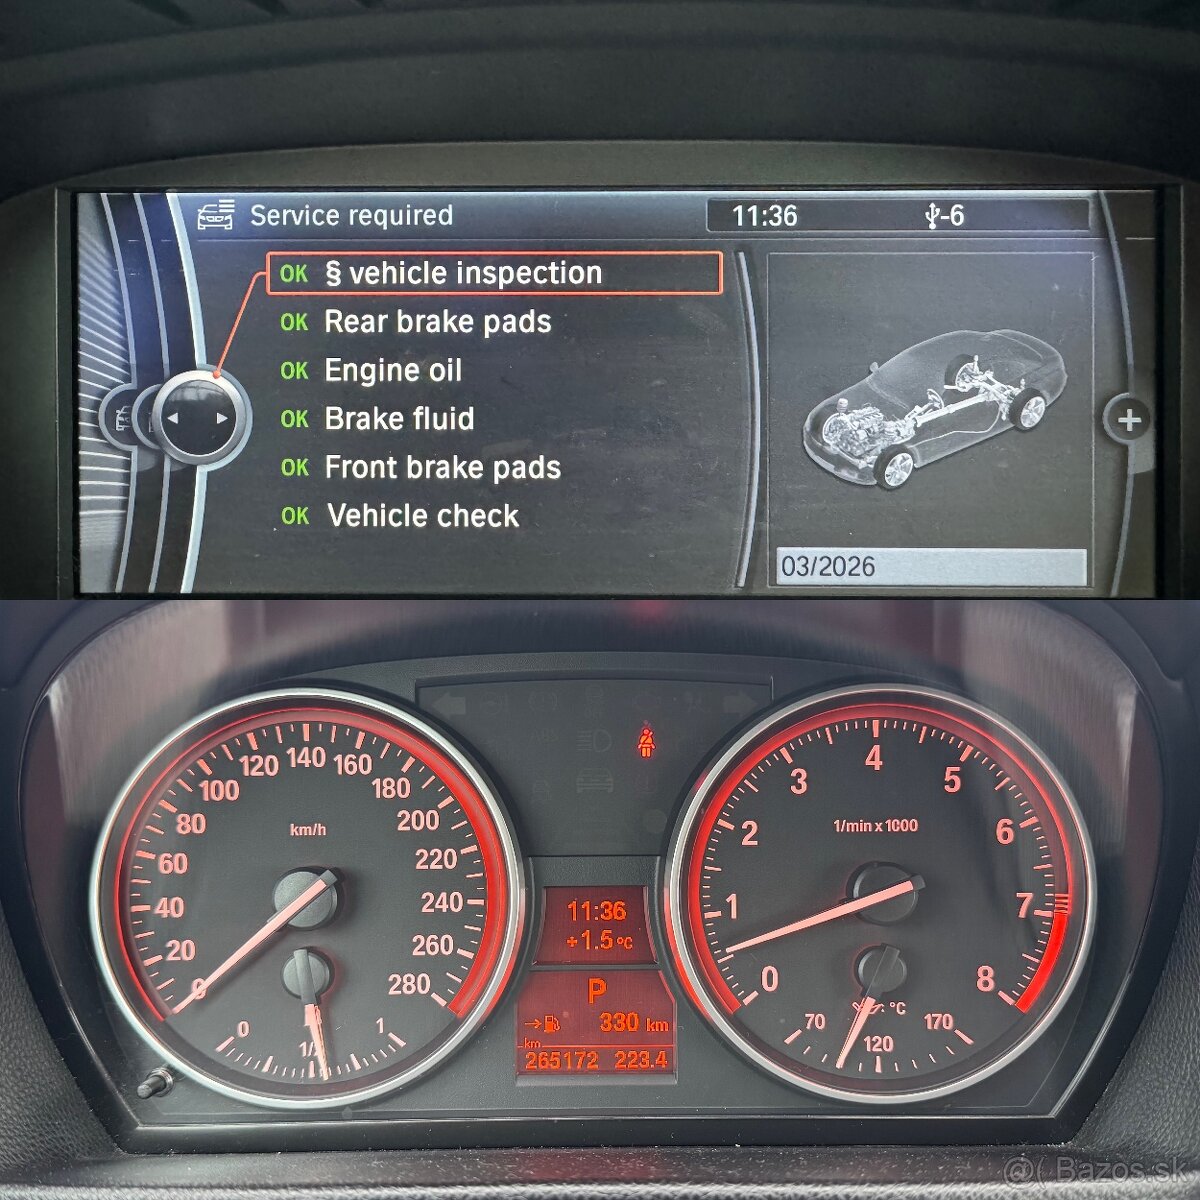 Service required
11:36
-6
OK § vehicle inspection
OK Rear brake pads
OK Engine oil
OK Brake fluid
OK Front brake pads
OK Vehicle check
03/2026
0 20 40 60 80 100 120 140 160 180 200 220 240 260 280
km/h
0 1/2 1
11:36
+1.5°C
P
330 km
km
265172 223.4
0 1 2 3 4 5 6 7 8
1/min x 1000
°C
70 120 170
@( Bazos.sk